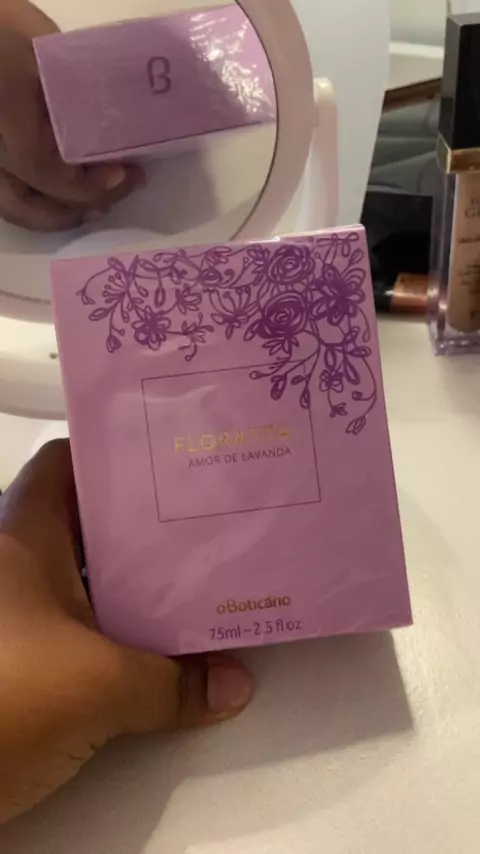 FLORATTA
AMOR DE LAVANDA
oBoticário
75ml-2.5 fl oz